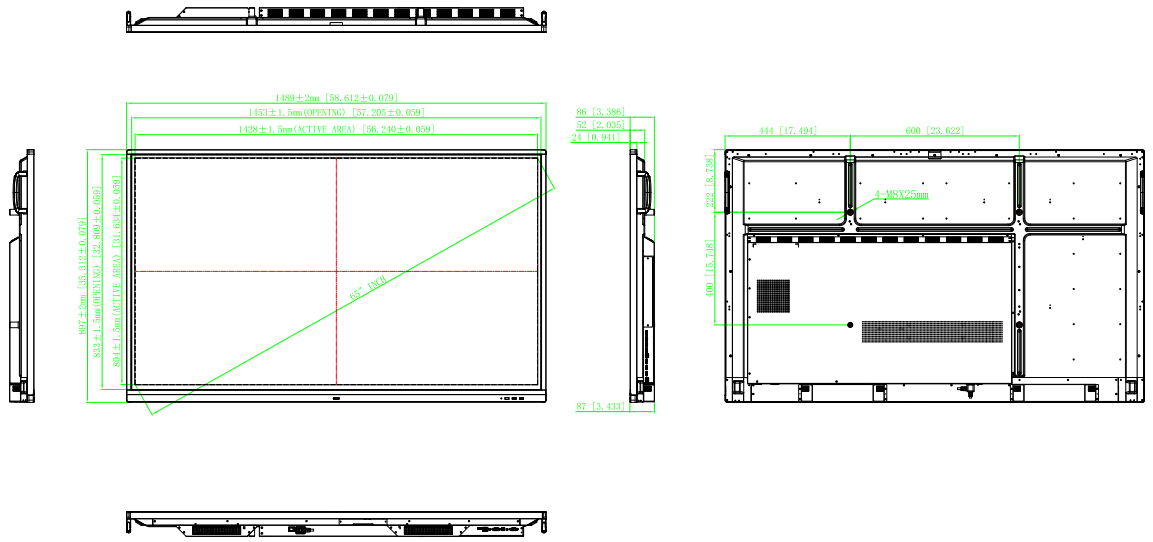 1489±2mm [58.612±0.079]
1453±1.5mm(OPENING) [57.205±0.059]
1428±1.5mm(ACTIVE AREA) [56.240±0.059]
897±2mm [35.312±0.079]
823±1.5mm(OPENING) [32.809±0.059]
804±1.5mm(ACTIVE AREA) [31.634±0.059]
65" INCH
86 [3.386]
52 [2.035]
24 [0.941]
87 [3.433]
444 [17.494]
600 [23.622]
222 [8.738]
400 [15.748]
4-M8X25mm